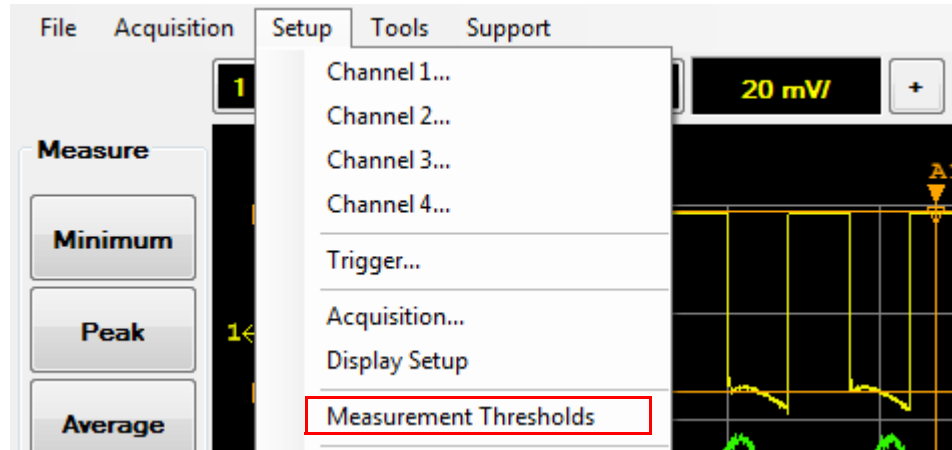 File Acquisition Setup Tools Support
1 20 mV/ +
Channel 1...
Channel 2...
Channel 3...
Channel 4...
Trigger...
Acquisition...
Display Setup
Measurement Thresholds
Measure
Minimum
Peak
Average
1